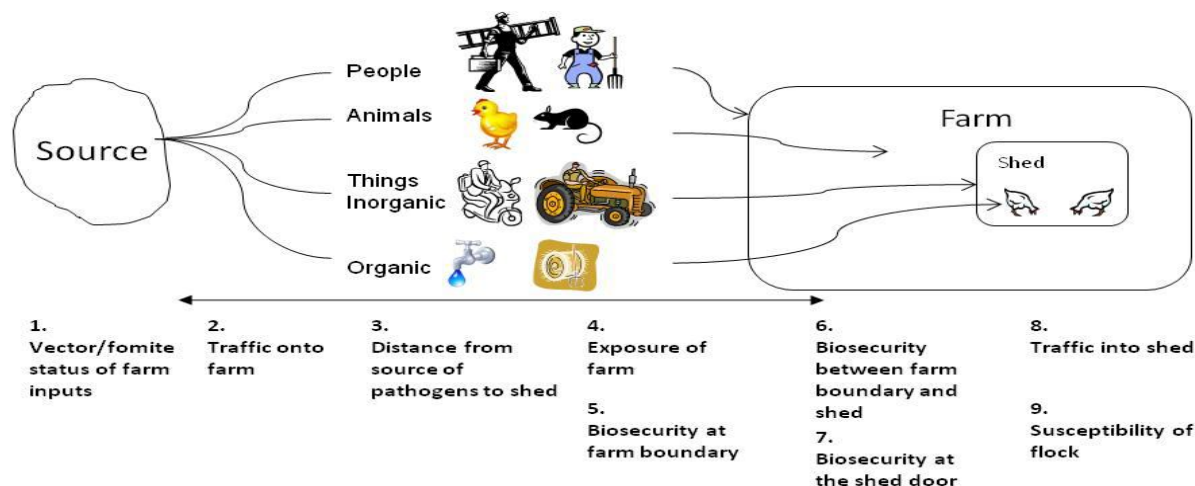 Source
People
Animals
Things
Inorganic
Organic
Farm
Shed
1.
Vector/fomite
status of farm
inputs
2.
Traffic onto
farm
3.
Distance from
source of
pathogens to shed
4.
Exposure of
farm
5.
Biosecurity at
farm boundary
6.
Biosecurity
between farm
boundary and
shed
7.
Biosecurity at
the shed door
8.
Traffic into shed
9.
Susceptibility of
flock